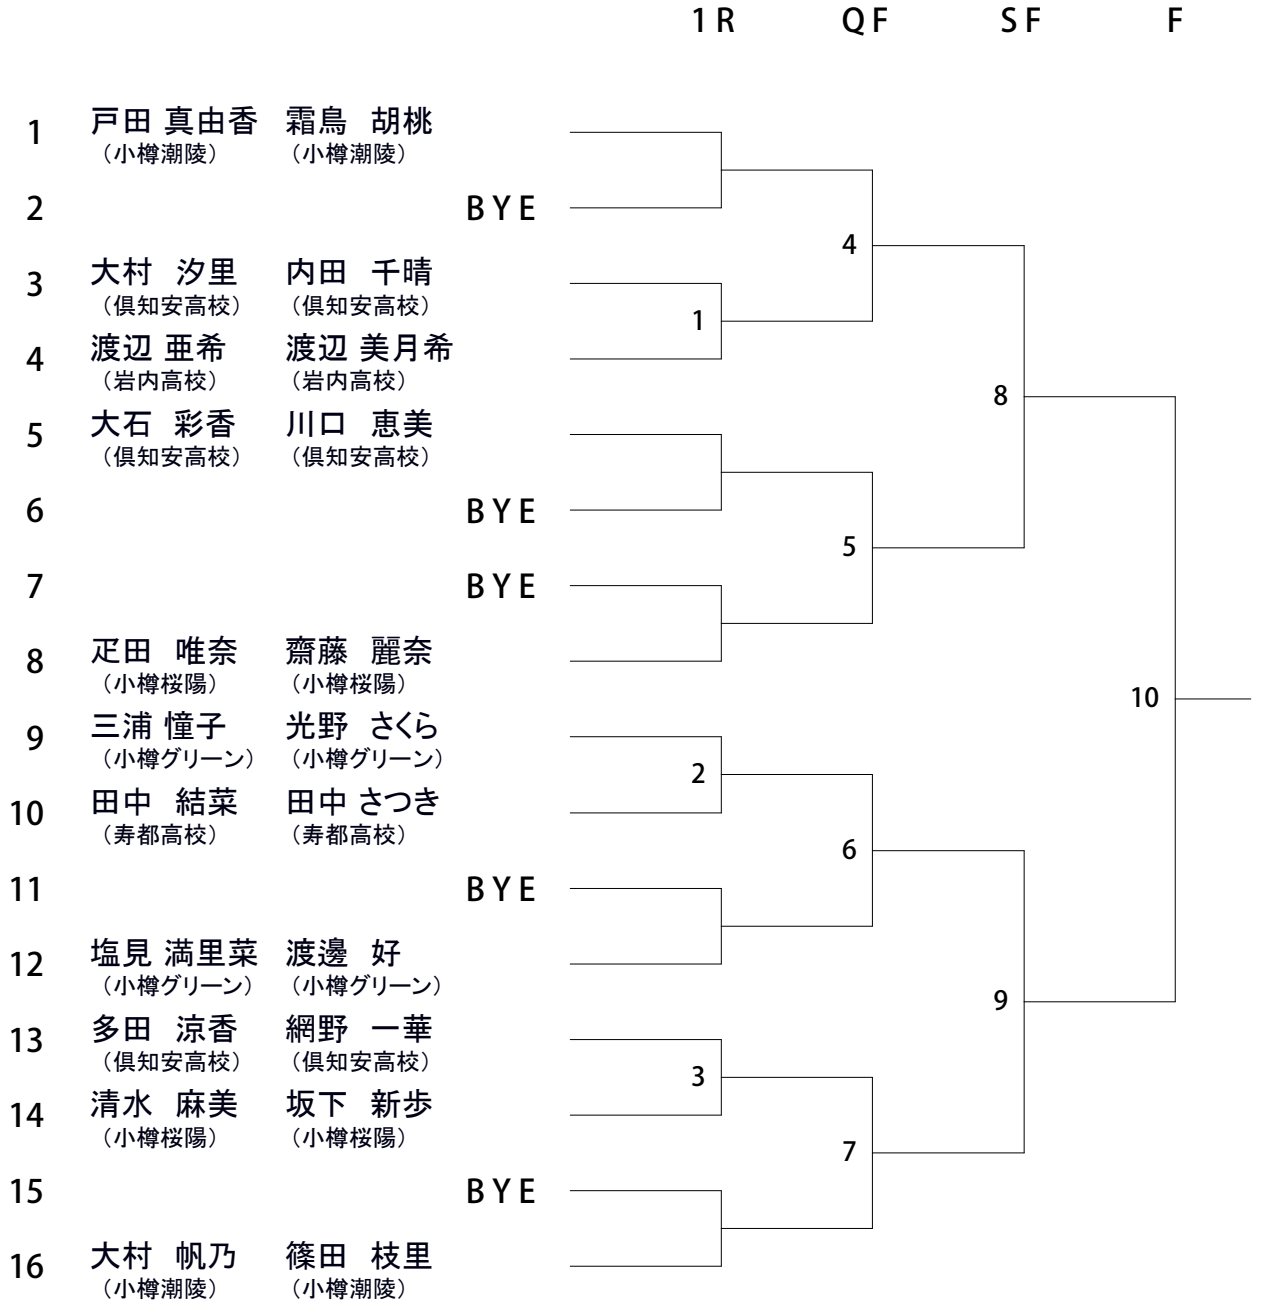 1R QF SF F
1 戸田 真由香 霜鳥 胡桃
（小樽潮陵） （小樽潮陵）
2 BYE
4
3 大村 汐里 内田 千晴
（倶知安高校） （倶知安高校）
1
4 渡辺 亜希 渡辺 美月希
（岩内高校） （岩内高校）
8
5 大石 彩香 川口 恵美
（倶知安高校） （倶知安高校）
6 BYE
5
7 BYE
8 疋田 唯奈 齋藤 麗奈
（小樽桜陽） （小樽桜陽）
10
9 三浦 憧子 光野 さくら
（小樽グリーン） （小樽グリーン）
2
10 田中 結菜 田中 さつき
（寿都高校） （寿都高校）
6
11 BYE
12 塩見 満里菜 渡邊 好
（小樽グリーン） （小樽グリーン）
9
13 多田 涼香 網野 一華
（倶知安高校） （倶知安高校）
3
14 清水 麻美 坂下 新歩
（小樽桜陽） （小樽桜陽）
7
15 BYE
16 大村 帆乃 篠田 枝里
（小樽潮陵） （小樽潮陵）